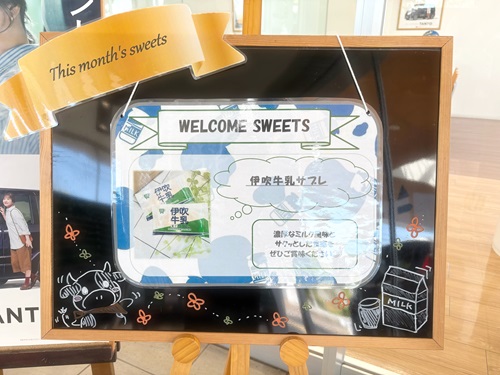 This month's sweets
WELCOME SWEETS
伊吹牛乳サブレ
伊吹
牛乳
濃厚なミルク風味と
サクッとした
ぜひご賞味ください
MILK
MILK
ANT